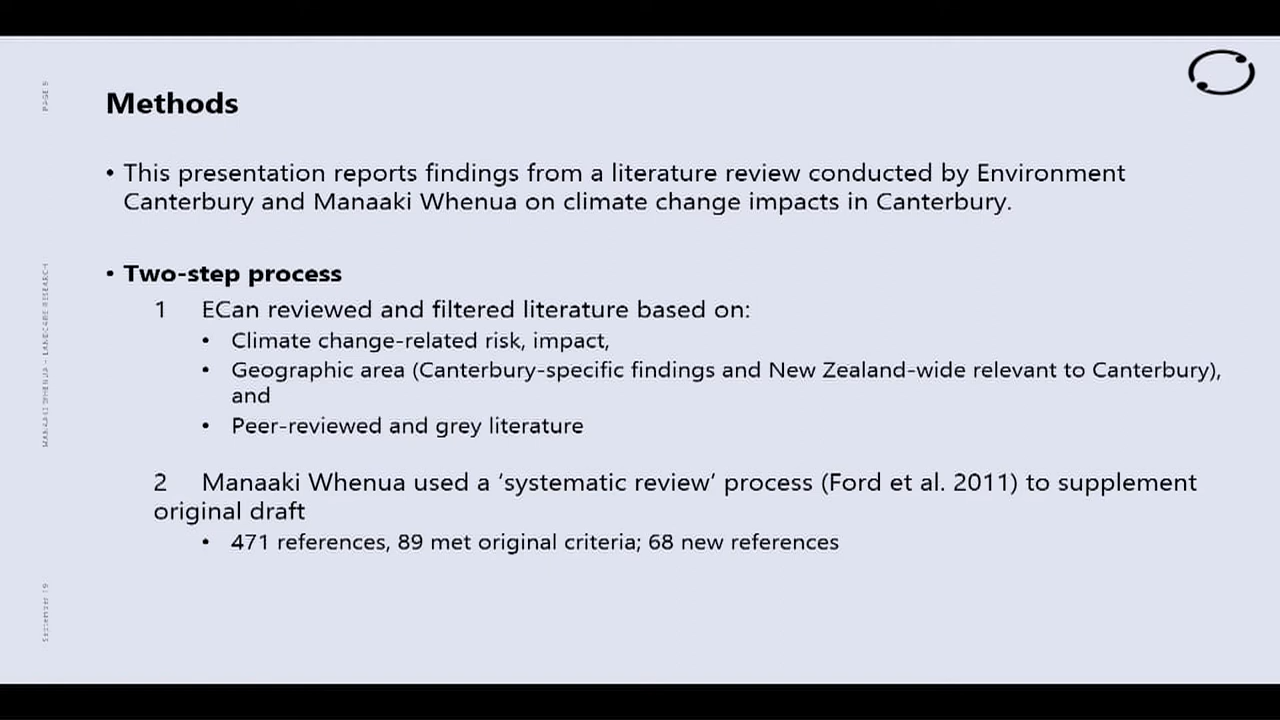 Methods
• This presentation reports findings from a literature review conducted by Environment
Canterbury and Manaaki Whenua on climate change impacts in Canterbury.
• Two-step process
1 ECan reviewed and filtered literature based on:
• Climate change-related risk, impact,
• Geographic area (Canterbury-specific findings and New Zealand-wide relevant to Canterbury),
and
• Peer-reviewed and grey literature
2 Manaaki Whenua used a ‘systematic review’ process (Ford et al. 2011) to supplement
original draft
• 471 references, 89 met original criteria; 68 new references
MANAAKI WHENUA – LANDCARE RESEARCH